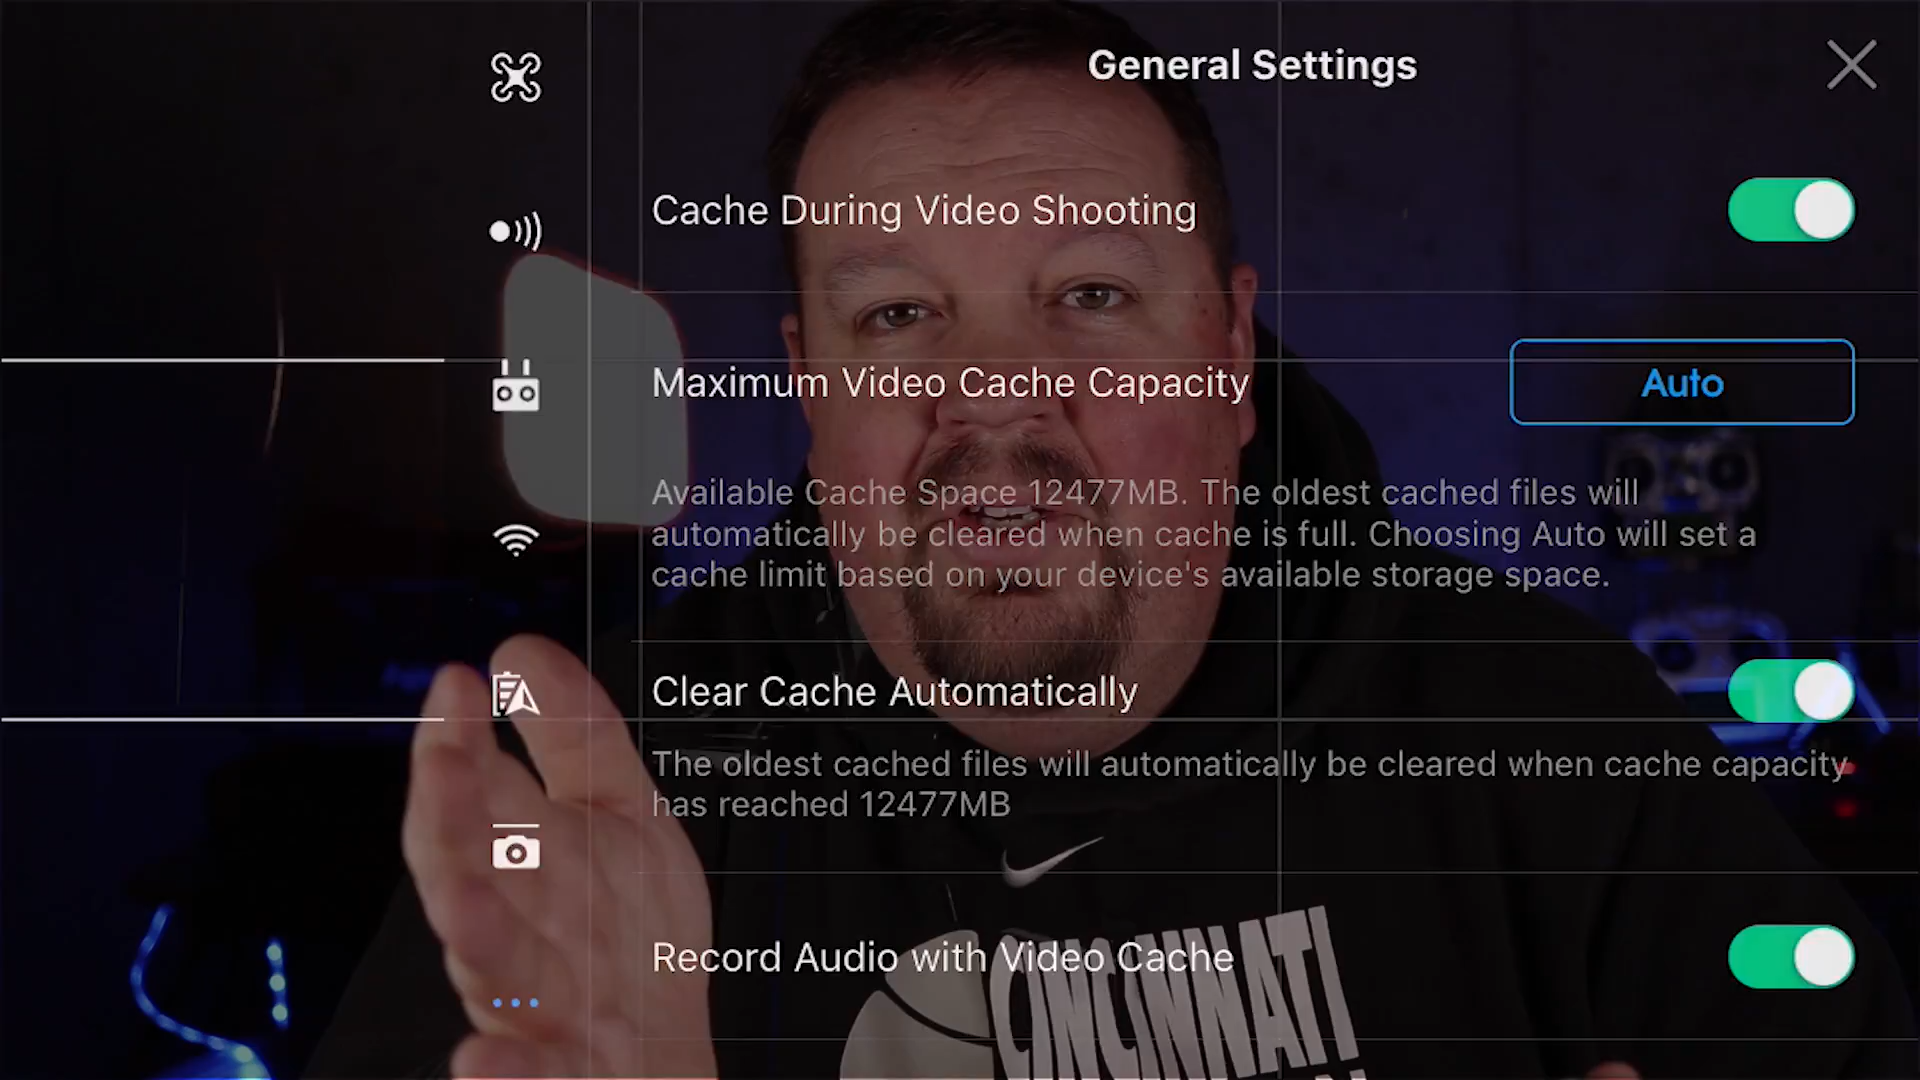 General Settings
Cache During Video Shooting
Maximum Video Cache Capacity
Auto
Available Cache Space 12477MB. The oldest cached files will
automatically be cleared when cache is full. Choosing Auto will set a
cache limit based on your device's available storage space.
Clear Cache Automatically
The oldest cached files will automatically be cleared when cache capacity
has reached 12477MB
Record Audio with Video Cache
CINCINNATI